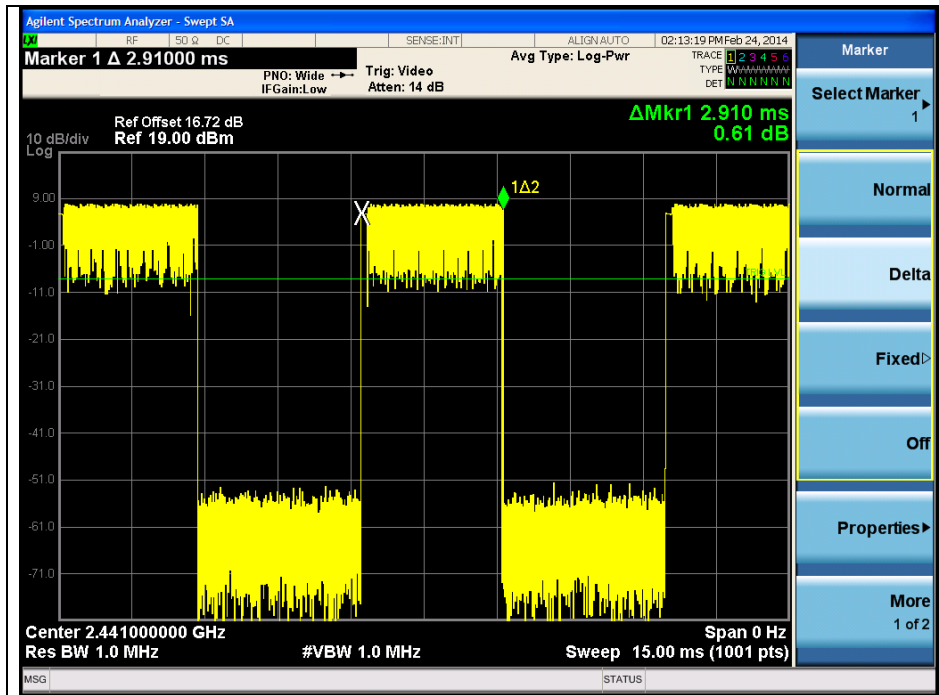 Agilent Spectrum Analyzer - Swept SA
LXI RF 50 Ω DC SENSE:INT ALIGN AUTO 02:13:19 PM Feb 24, 2014
Marker 1 Δ 2.91000 ms
PNO: Wide
IFGain:Low
Trig: Video
Atten: 14 dB
Avg Type: Log-Pwr
TRACE 1 2 3 4 5 6
TYPE W
DET N N N N N N
ΔMkr1 2.910 ms
0.61 dB
Ref Offset 16.72 dB
10 dB/div Ref 19.00 dBm
Log
9.00
-1.00
-11.0
-21.0
-31.0
-41.0
-51.0
-61.0
-71.0
X
1Δ2
TRIG LVL
Center 2.441000000 GHz
Span 0 Hz
Res BW 1.0 MHz
#VBW 1.0 MHz
Sweep 15.00 ms (1001 pts)
MSG
STATUS
Marker
Select Marker
1
Normal
Delta
Fixed
Off
Properties
More
1 of 2